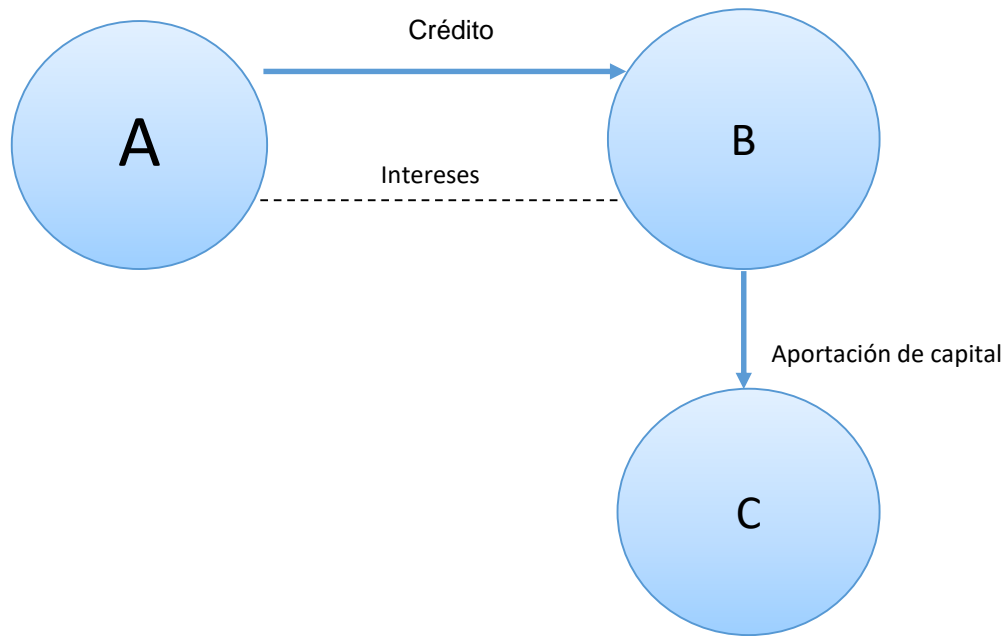 Crédito
A
B
Intereses
Aportación de capital
C